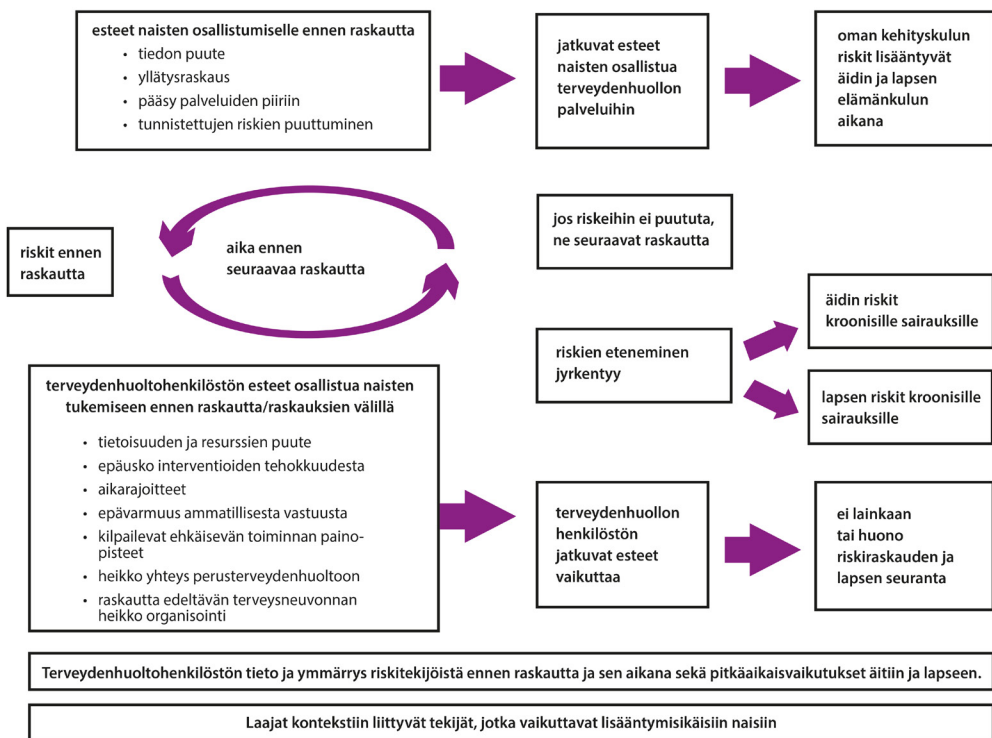 esteet naisten osallistumiselle ennen raskautta
• tiedon puute
• yllätysraskaus
• pääsy palveluiden piiriin
• tunnistettujen riskien puuttuminen
jatkuvat esteet
naisten osallistua
terveydenhuollon
palveluihin
oman kehityskulun
riskit lisääntyvät
äidin ja lapsen
elämänkulun
aikana
riskit ennen
raskautta
aika ennen
seuraavaa raskautta
jos riskeihin ei puututa,
ne seuraavat raskautta
riskien eteneminen
jyrkentyy
äidin riskit
kroonisille sairauksille
lapsen riskit kroonisille
sairauksille
terveydenhuoltohenkilöstön esteet osallistua naisten
tukemiseen ennen raskautta/raskauksien välillä
• tietoisuuden ja resurssien puute
• epäusko interventioiden tehokkuudesta
• aikarajoitteet
• epävarmuus ammatillisesta vastuusta
• kilpailevat ehkäisevän toiminnan paino-
pisteet
• heikko yhteys perusterveydenhuoltoon
• raskautta edeltävän terveysneuvonnan
heikko organisointi
terveydenhuollon
henkilöstön
jatkuvat esteet
vaikuttaa
ei lainkaan
tai huono
riskiraskauden ja
lapsen seuranta
Terveydenhuoltohenkilöstön tieto ja ymmärrys riskitekijöistä ennen raskautta ja sen aikana sekä pitkäaikaisvaikutukset äitiin ja lapseen.
Laajat kontekstiin liittyvät tekijät, jotka vaikuttavat lisääntymisikäisiin naisiin